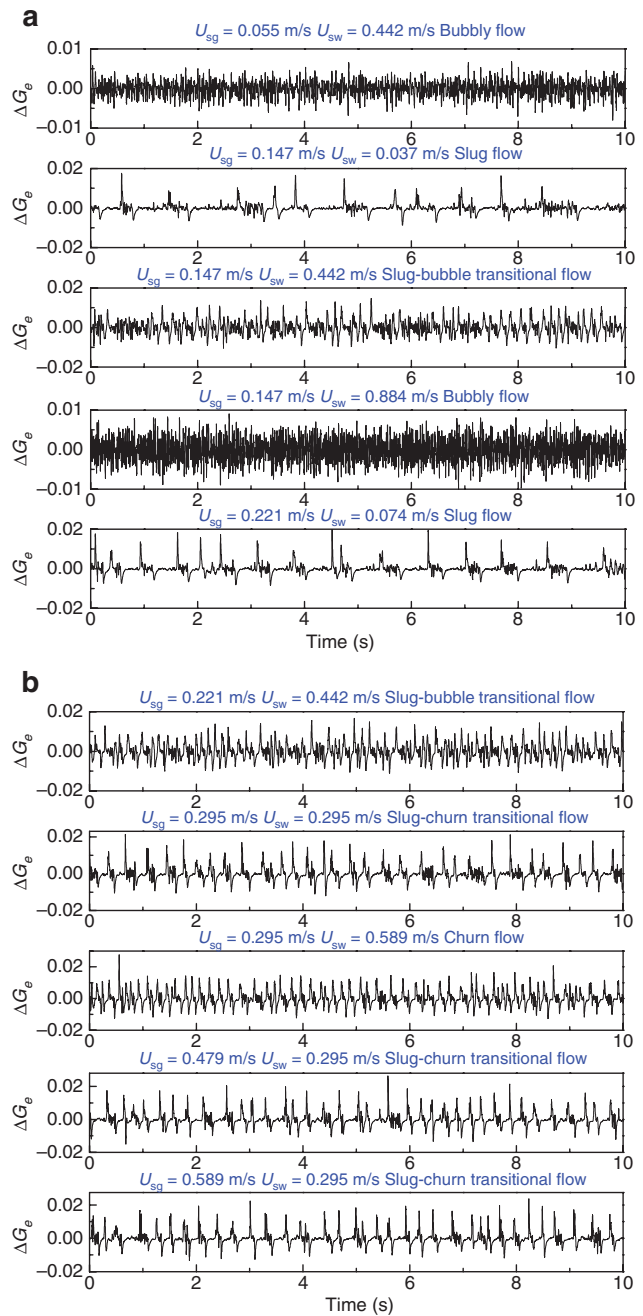 a
U_sg = 0.055 m/s U_sw = 0.442 m/s Bubbly flow
0.01
0.00
−0.01
ΔG_e
0 2 4 6 8 10
U_sg = 0.147 m/s U_sw = 0.037 m/s Slug flow
0.02
0.00
−0.02
ΔG_e
0 2 4 6 8 10
U_sg = 0.147 m/s U_sw = 0.442 m/s Slug-bubble transitional flow
0.02
0.00
−0.02
ΔG_e
0 2 4 6 8 10
U_sg = 0.147 m/s U_sw = 0.884 m/s Bubbly flow
0.01
0.00
−0.01
ΔG_e
0 2 4 6 8 10
U_sg = 0.221 m/s U_sw = 0.074 m/s Slug flow
0.02
0.00
−0.02
ΔG_e
0 2 4 6 8 10
Time (s)
b
U_sg = 0.221 m/s U_sw = 0.442 m/s Slug-bubble transitional flow
0.02
0.00
−0.02
ΔG_e
0 2 4 6 8 10
U_sg = 0.295 m/s U_sw = 0.295 m/s Slug-churn transitional flow
0.02
0.00
−0.02
ΔG_e
0 2 4 6 8 10
U_sg = 0.295 m/s U_sw = 0.589 m/s Churn flow
0.02
0.00
−0.02
ΔG_e
0 2 4 6 8 10
U_sg = 0.479 m/s U_sw = 0.295 m/s Slug-churn transitional flow
0.02
0.00
−0.02
ΔG_e
0 2 4 6 8 10
U_sg = 0.589 m/s U_sw = 0.295 m/s Slug-churn transitional flow
0.02
0.00
−0.02
ΔG_e
0 2 4 6 8 10
Time (s)